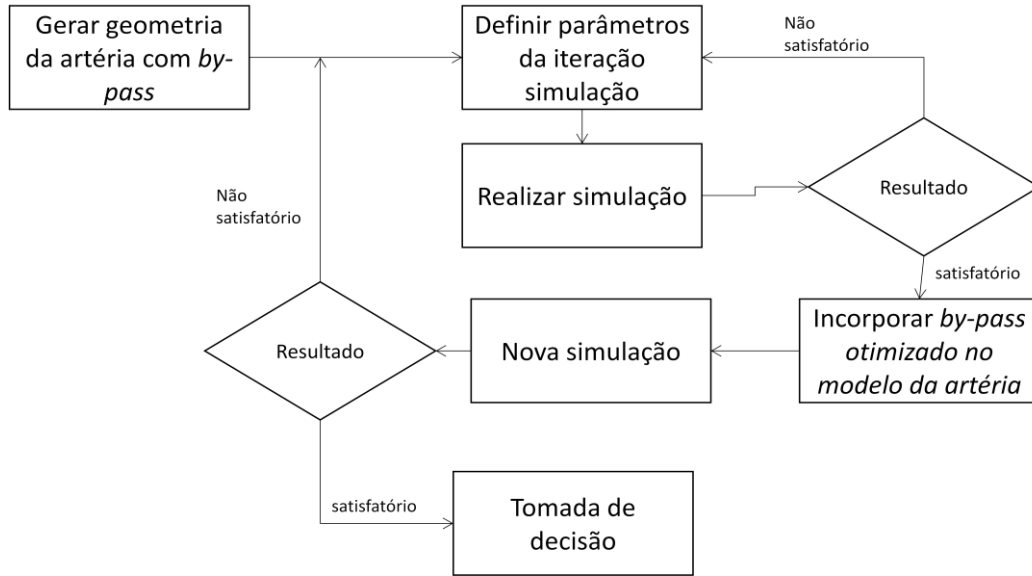 Gerar geometria
da artéria com by-
pass
Definir parâmetros
da iteração
simulação
Não
satisfatório
Realizar simulação
Resultado
Não
satisfatório
satisfatório
Resultado
Nova simulação
Incorporar by-pass
otimizado no
modelo da artéria
satisfatório
Tomada de
decisão